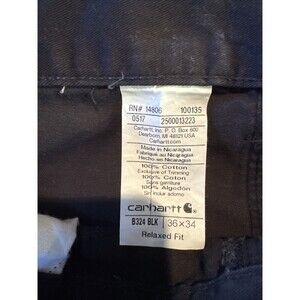 RN# 14806 100135
0517 2500013223
Carhartt, Inc. P.O. Box 600
Dearborn, MI 48121 USA
Carhartt.com
Made in Nicaragua
Fabriqué au Nicaragua
Hecho en Nicaragua
100% Cotton
Exclusive of Trimming
100% Coton
Sans garniture
100% Algodón
Sin incluir adorno
carhartt
B324 BLK 36×34
Relaxed Fit